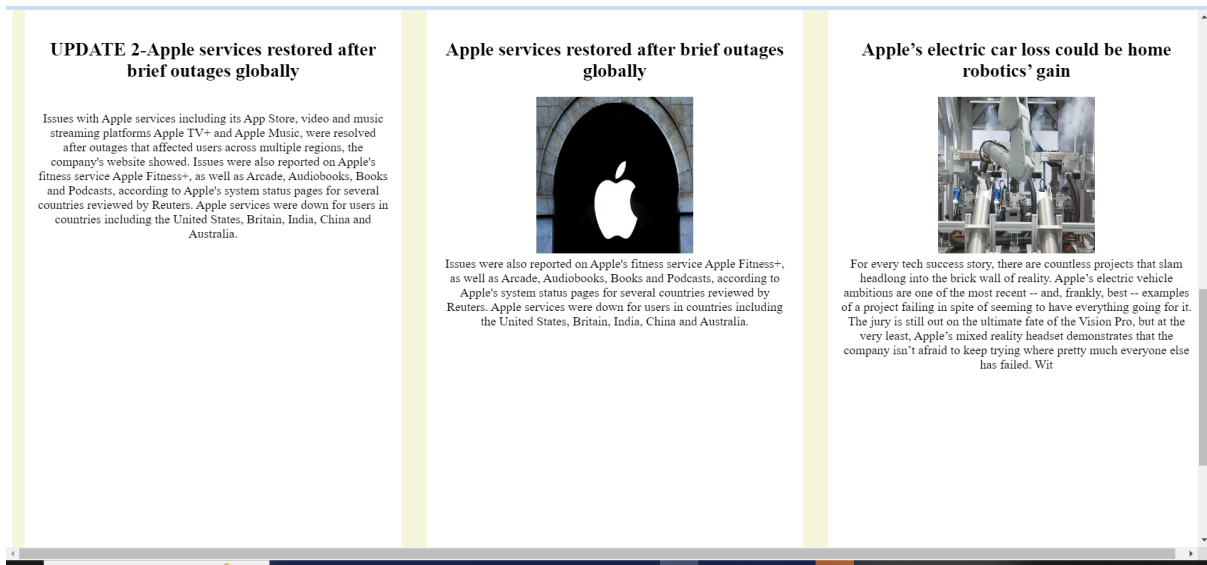 UPDATE 2-Apple services restored after
brief outages globally
Issues with Apple services including its App Store, video and music
streaming platforms Apple TV+ and Apple Music, were resolved
after outages that affected users across multiple regions, the
company's website showed. Issues were also reported on Apple's
fitness service Apple Fitness+, as well as Arcade, Audiobooks, Books
and Podcasts, according to Apple's system status pages for several
countries reviewed by Reuters. Apple services were down for users in
countries including the United States, Britain, India, China and
Australia.
Apple services restored after brief outages
globally
Issues were also reported on Apple's fitness service Apple Fitness+,
as well as Arcade, Audiobooks, Books and Podcasts, according to
Apple's system status pages for several countries reviewed by
Reuters. Apple services were down for users in countries including
the United States, Britain, India, China and Australia.
Apple’s electric car loss could be home
robotics’ gain
For every tech success story, there are countless projects that slam
headlong into the brick wall of reality. Apple’s electric vehicle
ambitions are one of the most recent -- and, frankly, best -- examples
of a project failing in spite of seeming to have everything going for it.
The jury is still out on the ultimate fate of the Vision Pro, but at the
very least, Apple’s mixed reality headset demonstrates that the
company isn’t afraid to keep trying where pretty much everyone else
has failed. Wit